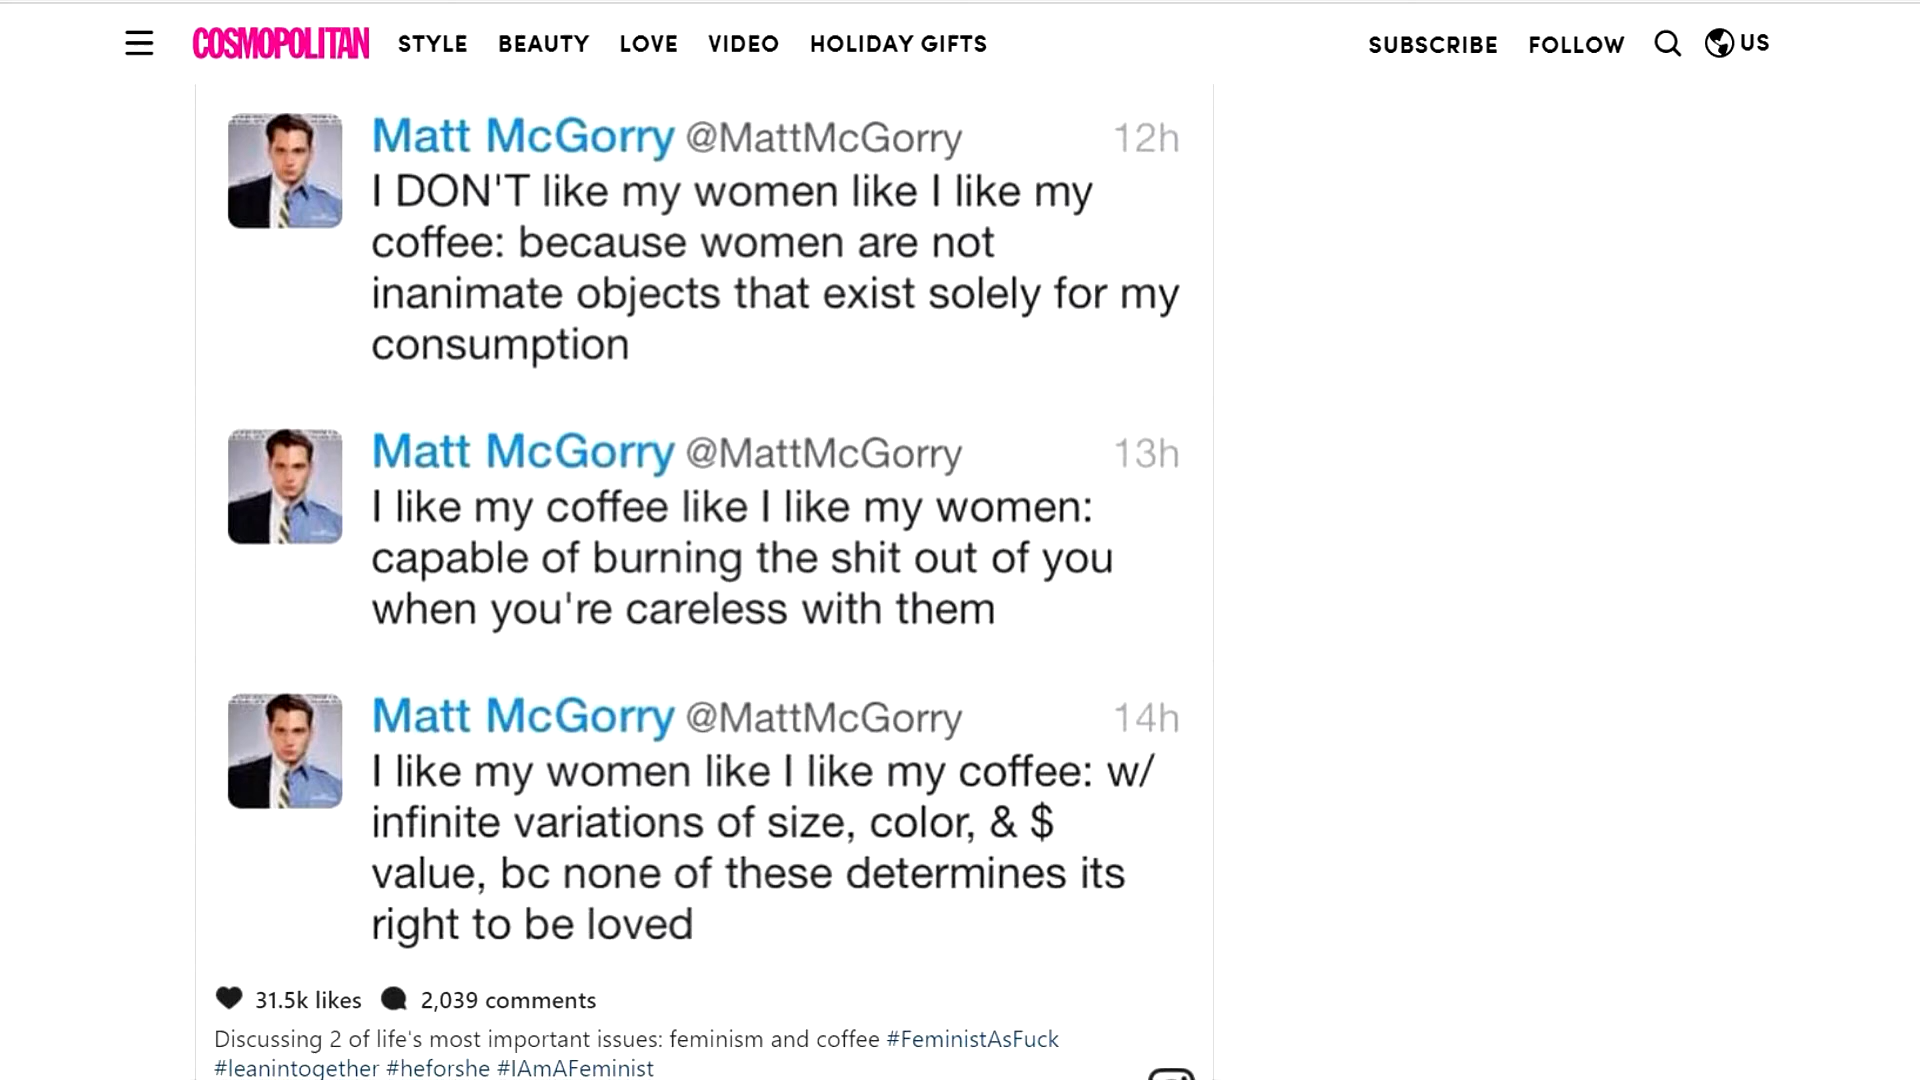 COSMOPOLITAN STYLE BEAUTY LOVE VIDEO HOLIDAY GIFTS SUBSCRIBE FOLLOW US
Matt McGorry @MattMcGorry 12h
I DON'T like my women like I like my
coffee: because women are not
inanimate objects that exist solely for my
consumption
Matt McGorry @MattMcGorry 13h
I like my coffee like I like my women:
capable of burning the shit out of you
when you're careless with them
Matt McGorry @MattMcGorry 14h
I like my women like I like my coffee: w/
infinite variations of size, color, & $
value, bc none of these determines its
right to be loved
31.5k likes 2,039 comments
Discussing 2 of life's most important issues: feminism and coffee #FeministAsFuck
#leanintogether #heforshe #IAmAFeminist